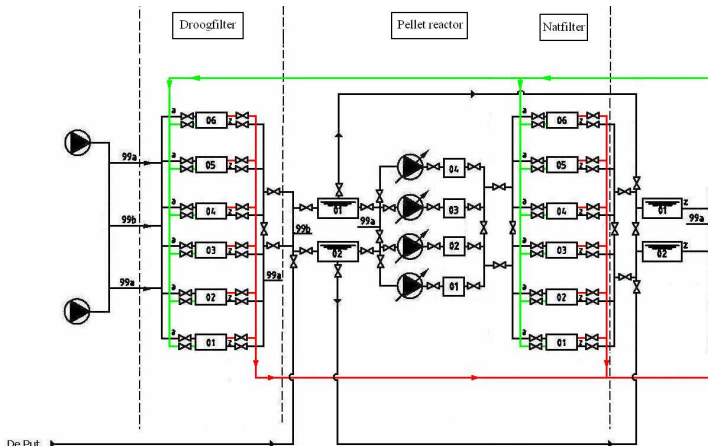 Droogfilter
Pellet reactor
Natfilter
a 06 z
a 05 z
a 04 z
a 03 z
a 02 z
a 01 z
99a
99b
99a
99a
01
02
99b
99a
04
03
02
01
a 06 z
a 05 z
a 04 z
a 03 z
a 02 z
a 01 z
01 z
99a
02 z
De Put